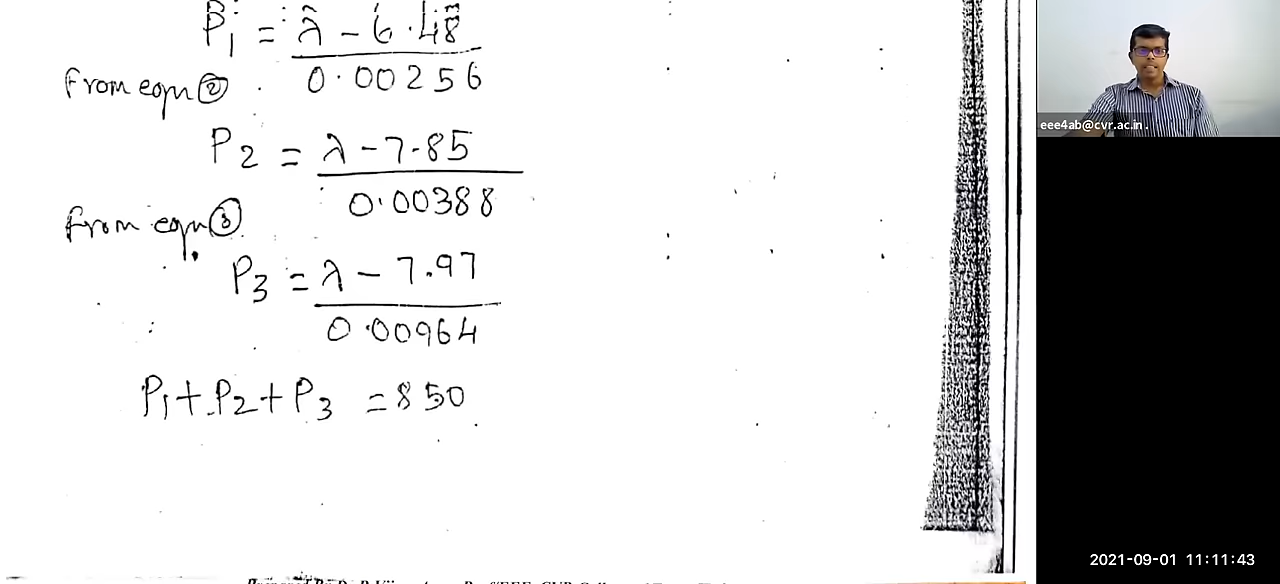 P1 = λ - 6.48
0.00256
From eqn ②
P2 = λ - 7.85
0.00388
From eqn ③
P3 = λ - 7.97
0.00964
P1 + P2 + P3 = 850
eee4ab@cvr.ac.in
2021-09-01 11:11:43